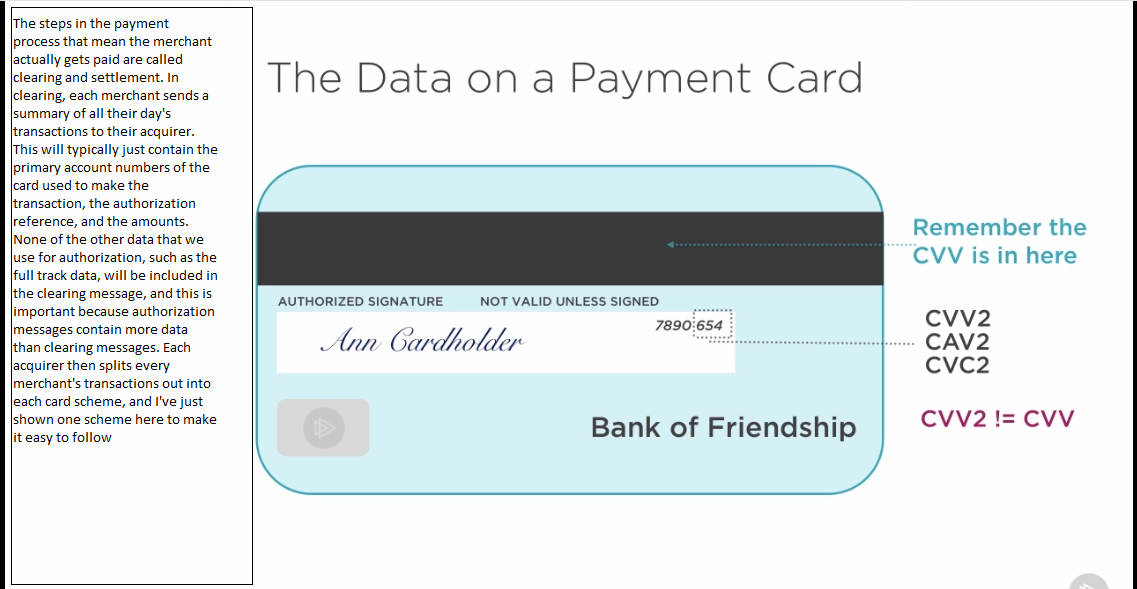 The steps in the payment
process that mean the merchant
actually gets paid are called
clearing and settlement. In
clearing, each merchant sends a
summary of all their day's
transactions to their acquirer.
This will typically just contain the
primary account numbers of the
card used to make the
transaction, the authorization
reference, and the amounts.
None of the other data that we
use for authorization, such as the
full track data, will be included in
the clearing message, and this is
important because authorization
messages contain more data
than clearing messages. Each
acquirer then splits every
merchant's transactions out into
each card scheme, and I've just
shown one scheme here to make
it easy to follow
The Data on a Payment Card
Remember the
CVV is in here
AUTHORIZED SIGNATURE NOT VALID UNLESS SIGNED
7890 654
Ann Cardholder
CVV2
CAV2
CVC2
Bank of Friendship
CVV2 != CVV